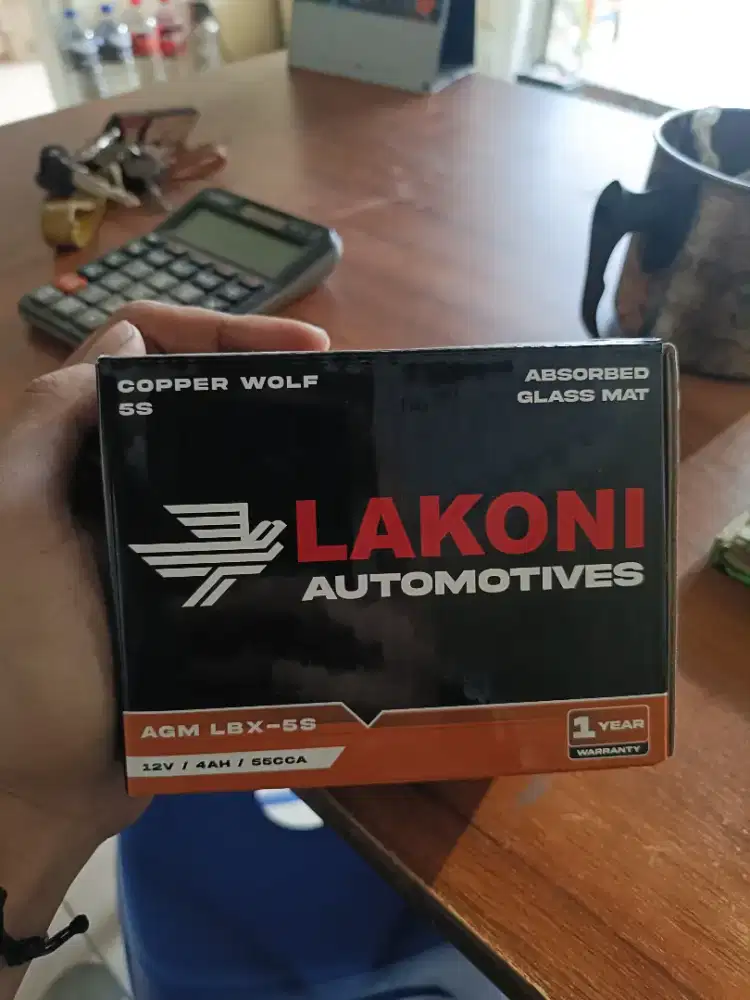 COPPER WOLF
5S
ABSORBED
GLASS MAT
LAKONI
AUTOMOTIVES
AGM LBX-5S
12V / 4AH / 55CCA
1 YEAR
WARRANTY